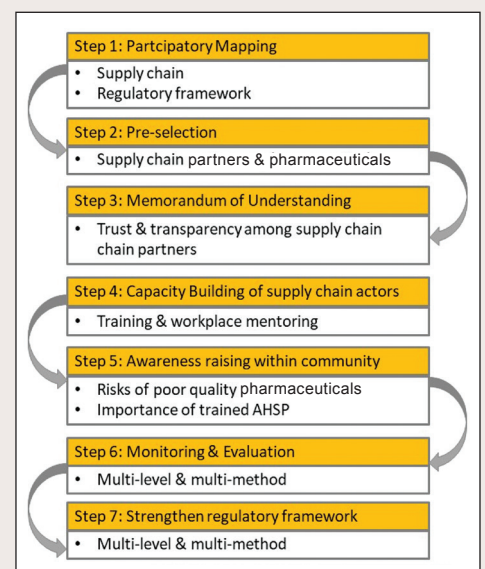 Step 1: Partcipatory Mapping
• Supply chain
• Regulatory framework
Step 2: Pre-selection
• Supply chain partners & pharmaceuticals
Step 3: Memorandum of Understanding
• Trust & transparency among supply chain
chain partners
Step 4: Capacity Building of supply chain actors
• Training & workplace mentoring
Step 5: Awareness raising within community
• Risks of poor quality pharmaceuticals
• Importance of trained AHSP
Step 6: Monitoring & Evaluation
• Multi-level & multi-method
Step 7: Strengthen regulatory framework
• Multi-level & multi-method